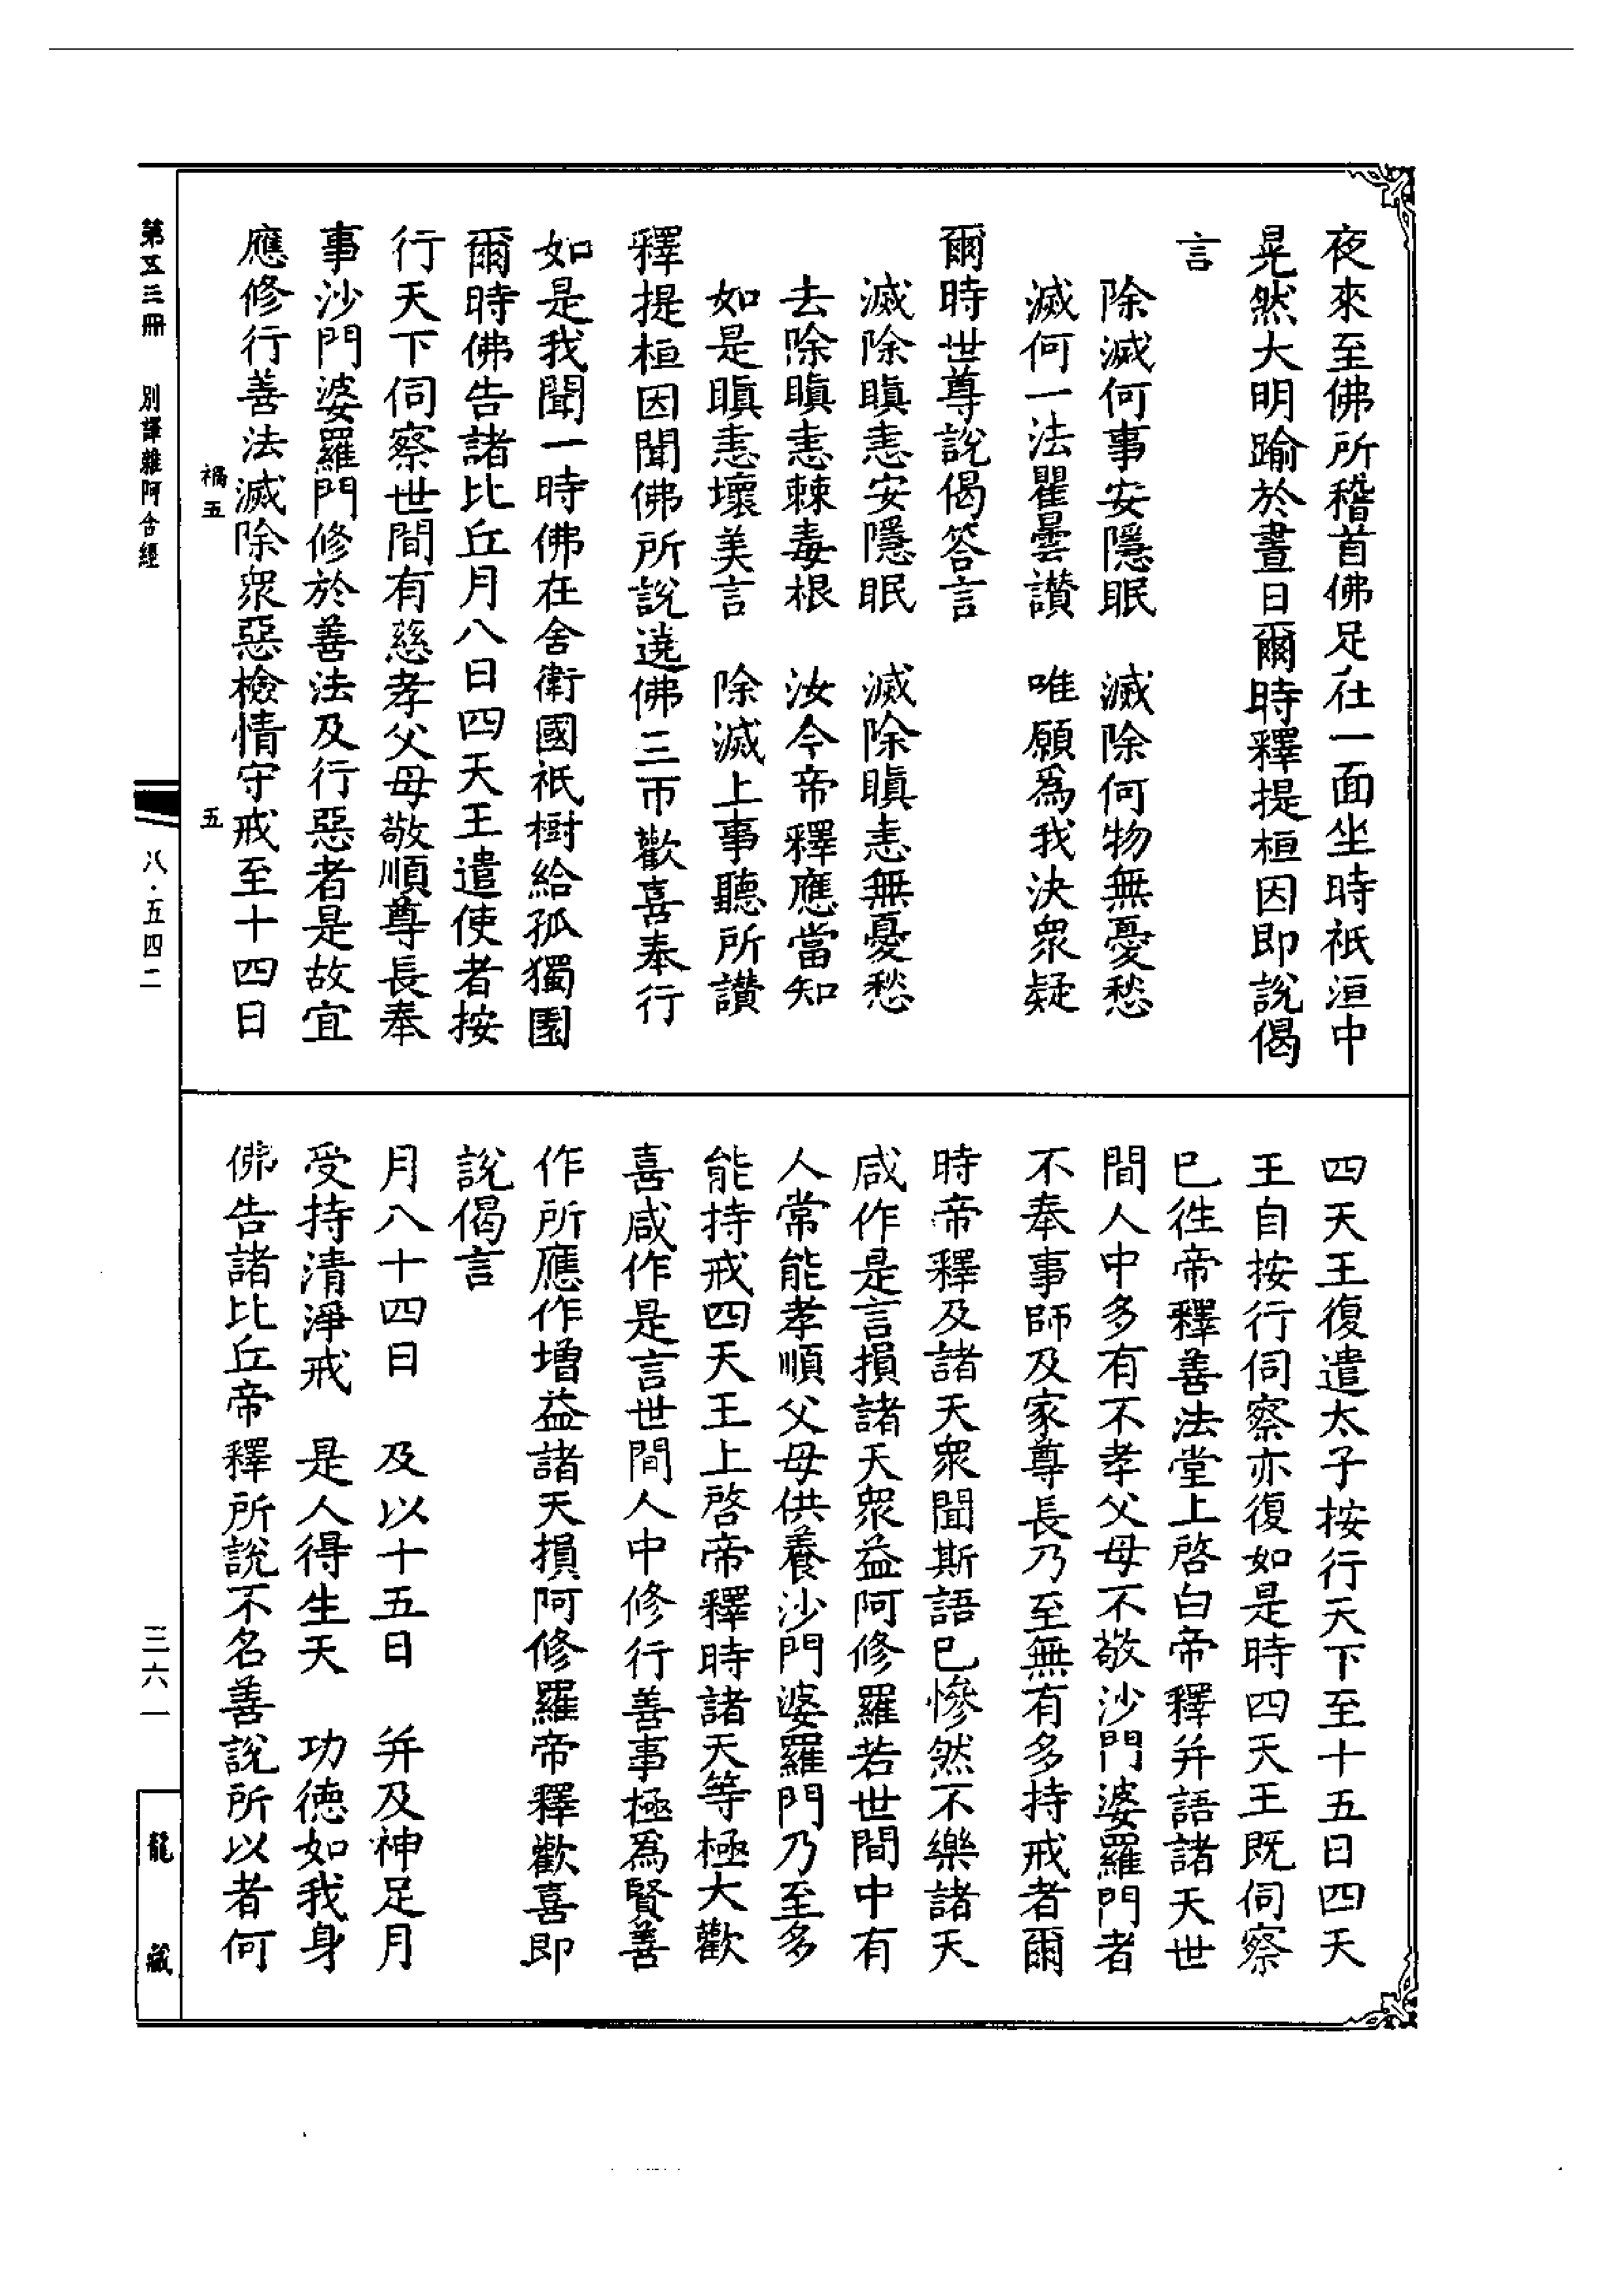 夜來至佛所稽首佛足在一面坐時祇洹中
晃然大明踰於晝日爾時釋提桓因即說偈
言
除滅何事安隱眠　滅除何物無憂愁
滅何一法瞿曇讚　唯願爲我決衆疑
爾時世尊說偈答言
滅除瞋恚安隱眠　滅除瞋恚無憂愁
去除瞋恚棘毒根　汝今帝釋應當知
如是瞋恚壞美言　除滅上事聽所讚
釋提桓因聞佛所說遶佛三帀歡喜奉行
如是我聞一時佛在舍衛國祇樹給孤獨園
爾時佛告諸比丘月八日四天王遣使者按
行天下伺察世間有慈孝父母敬順尊長奉
事沙門婆羅門修於善法及行惡者是故宜
應修行善法滅除衆惡檢情守戒至十四日
四天王復遣太子按行天下至十五日四天
王自按行伺察亦復如是時四天王既伺察
已徃帝釋善法堂上啓白帝釋并語諸天世
間人中多有不孝父母不敬沙門婆羅門者
不奉事師及家尊長乃至無有多持戒者爾
時帝釋及諸天衆聞斯語已慘然不樂諸天
咸作是言損諸天衆益阿修羅若世間中有
人常能孝順父母供養沙門婆羅門乃至多
能持戒四天王上啓帝釋時諸天等極大歡
喜咸作是言世間人中修行善事極爲賢善
作所應作增益諸天損阿修羅帝釋歡喜即
說偈言
月八十四日　及以十五日　并及神足月
受持清淨戒　是人得生天　功德如我身
佛告諸比丘帝釋所說不名善說所以者何
禍五　五
第五三冊　別譯雜阿含經
八·五四二
三六一
龍藏